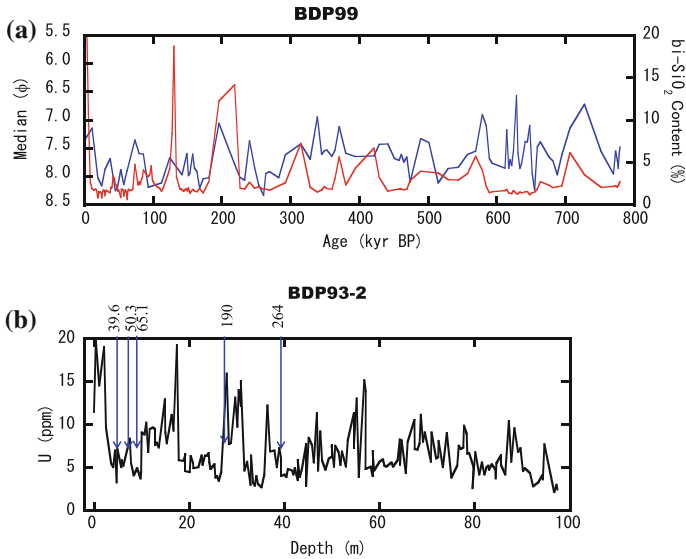 BDP99
(a)
5.5
6.0
6.5
7.0
7.5
8.0
8.5
Median (ϕ)
20
15
10
5
0
bi-SiO2 Content (%)
0 100 200 300 400 500 600 700 800
Age (kyr BP)
BDP93-2
(b)
39.6
50.3
65.1
190
264
20
15
10
5
0
U (ppm)
0 20 40 60 80 100
Depth (m)